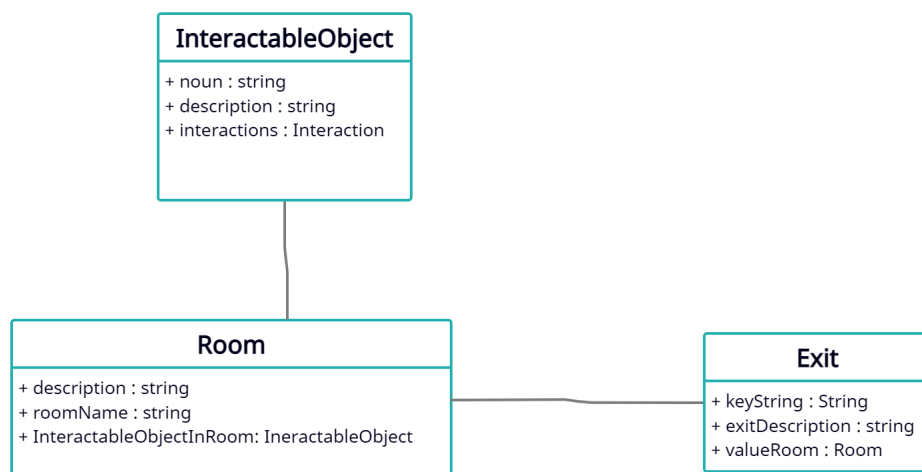 InteractableObject
+ noun : string
+ description : string
+ interactions : Interaction
Room
+ description : string
+ roomName : string
+ InteractableObjectInRoom: IneractableObject
Exit
+ keyString : String
+ exitDescription : string
+ valueRoom : Room